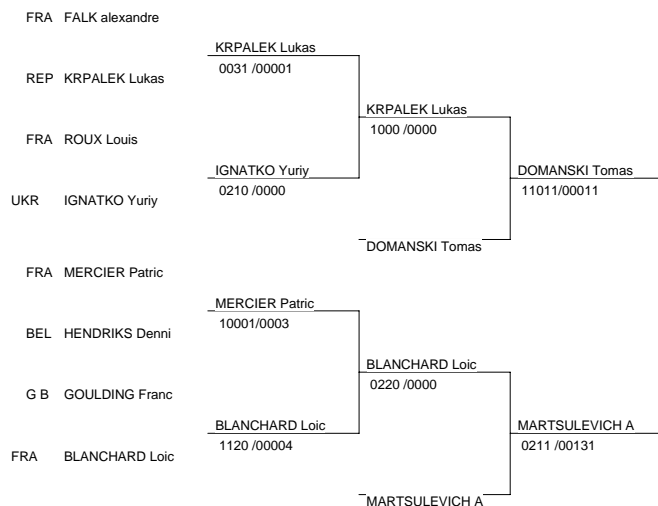 FRA FALK alexandre
KRPALEK Lukas
0031 /00001
REP KRPALEK Lukas
KRPALEK Lukas
1000 /0000
FRA ROUX Louis
IGNATKO Yuriy
0210 /0000
DOMANSKI Tomas
11011/00011
UKR IGNATKO Yuriy
DOMANSKI Tomas
FRA MERCIER Patric
MERCIER Patric
10001/0003
BEL HENDRIKS Denni
BLANCHARD Loic
0220 /0000
G B GOULDING Franc
BLANCHARD Loic
1120 /00004
MARTSULEVICH A
0211 /00131
FRA BLANCHARD Loic
MARTSULEVICH A